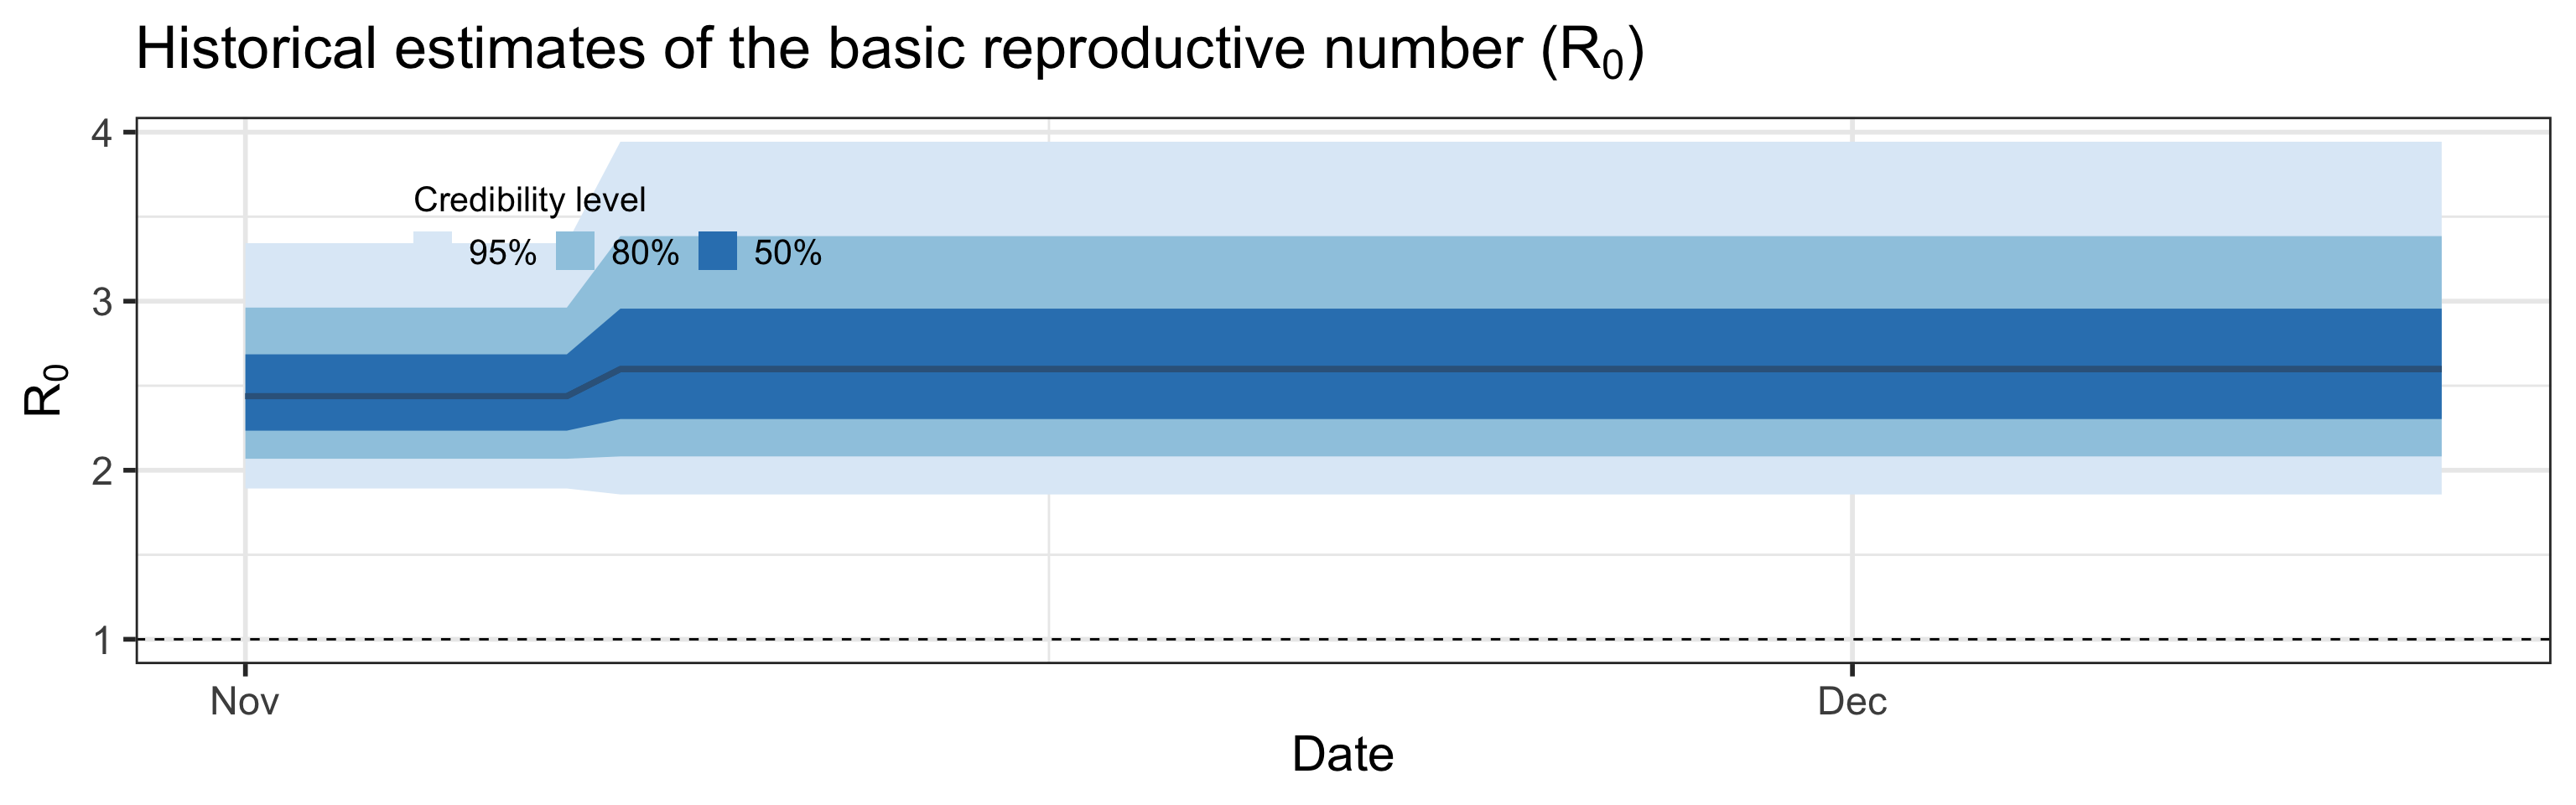 Historical estimates of the basic reproductive number (R₀)
4
3
2
1
R₀
Credibility level
95% 80% 50%
Nov Dec
Date